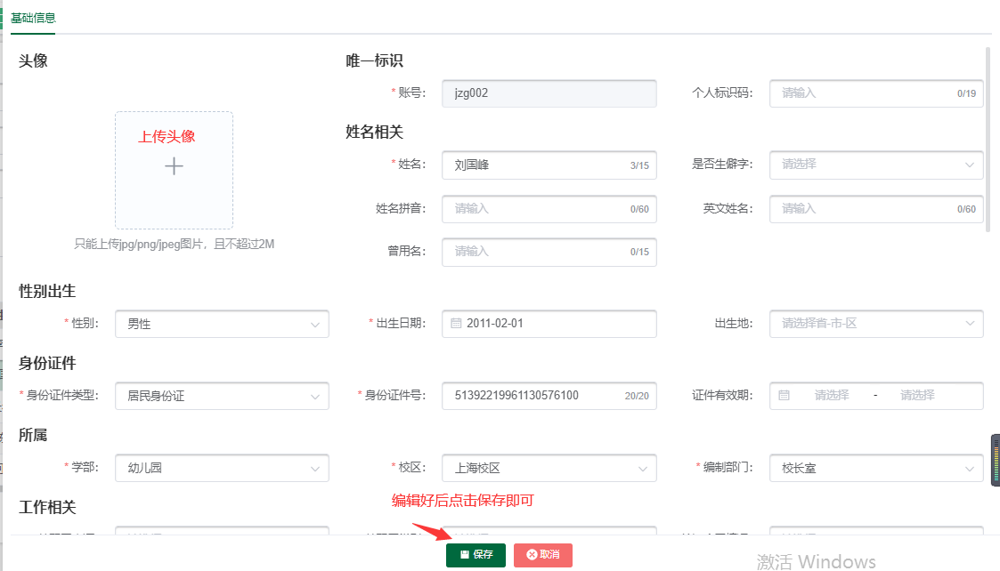 基础信息
头像
唯一标识
* 账号: jzg002 个人标识码: 请输入 0/19
上传头像
只能上传jpg/png/jpeg图片，且不超过2M
姓名相关
* 姓名: 刘国峰 3/15 是否生僻字: 请选择
姓名拼音: 请输入 0/60 英文姓名: 请输入 0/60
曾用名: 请输入 0/15
性别出生
* 性别: 男性 * 出生日期: 2011-02-01 出生地: 请选择省-市-区
身份证件
* 身份证件类型: 居民身份证 * 身份证件号: 51392219961130576100 20/20 证件有效期: 请选择 - 请选择
所属
* 学部: 幼儿园 * 校区: 上海校区 * 编制部门: 校长室
编辑好后点击保存即可
工作相关
保存 取消
激活 Windows